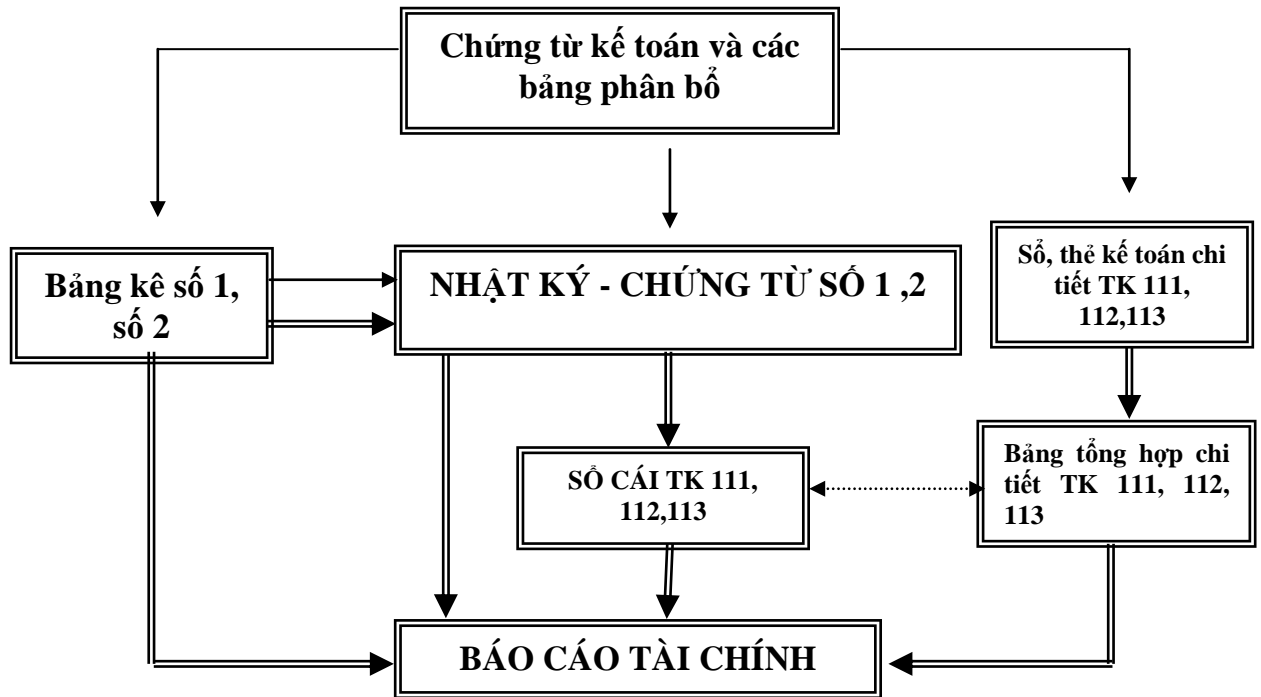 Chứng từ kế toán và các
bảng phân bổ
Bảng kê số 1,
số 2
NHẬT KÝ - CHỨNG TỪ SỐ 1 ,2
Sổ, thẻ kế toán chi
tiết TK 111,
112,113
SỔ CÁI TK 111,
112,113
Bảng tổng hợp chi
tiết TK 111, 112,
113
BÁO CÁO TÀI CHÍNH